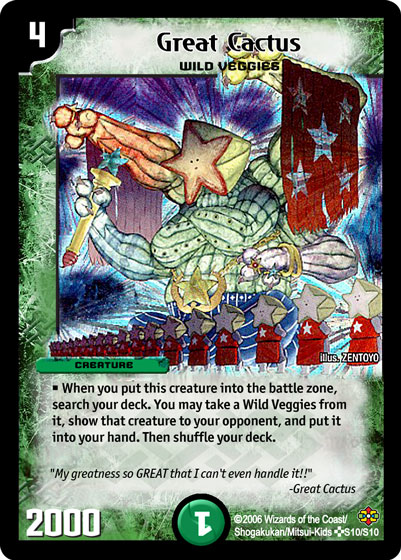 4
Great Cactus
WILD VEGGIES
illus. ZENTOYO
CREATURE
▪ When you put this creature into the battle zone,
search your deck. You may take a Wild Veggies from
it, show that creature to your opponent, and put it
into your hand. Then shuffle your deck.
"My greatness so GREAT that I can't even handle it!!"
-Great Cactus
2000
1
©2006 Wizards of the Coast/
Shogakukan/Mitsui-Kids S10/S10